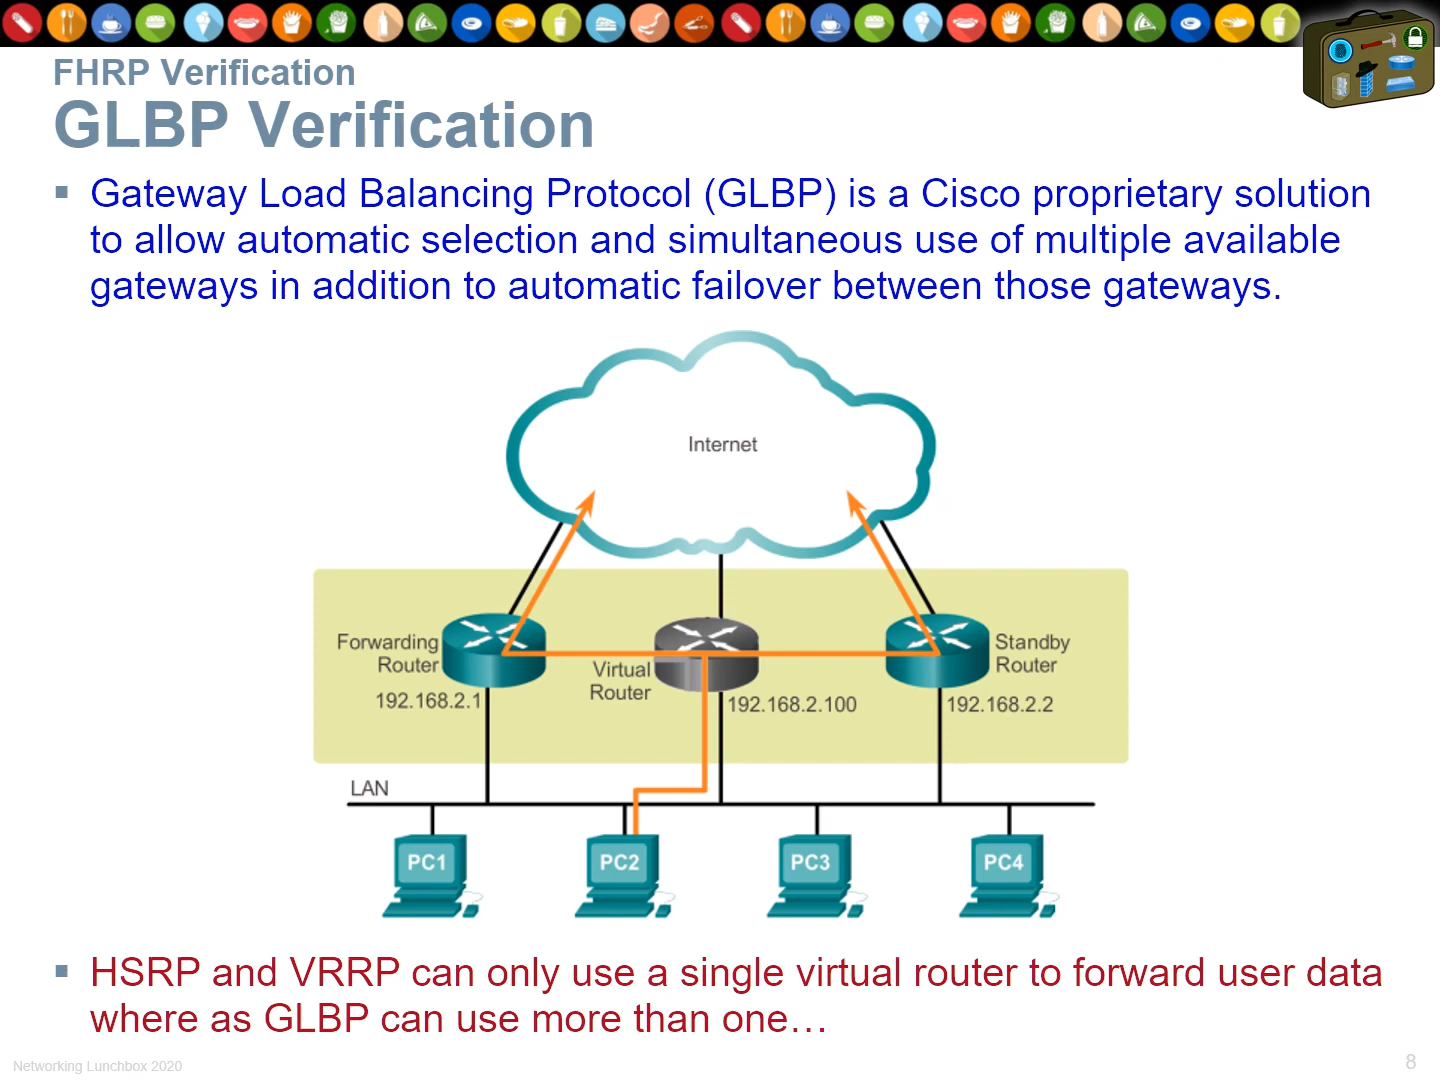 FHRP Verification
GLBP Verification
▪ Gateway Load Balancing Protocol (GLBP) is a Cisco proprietary solution
to allow automatic selection and simultaneous use of multiple available
gateways in addition to automatic failover between those gateways.
Internet
Forwarding
Router
192.168.2.1
Virtual
Router
192.168.2.100
Standby
Router
192.168.2.2
LAN
PC1
PC2
PC3
PC4
▪ HSRP and VRRP can only use a single virtual router to forward user data
where as GLBP can use more than one…
Networking Lunchbox 2020
8